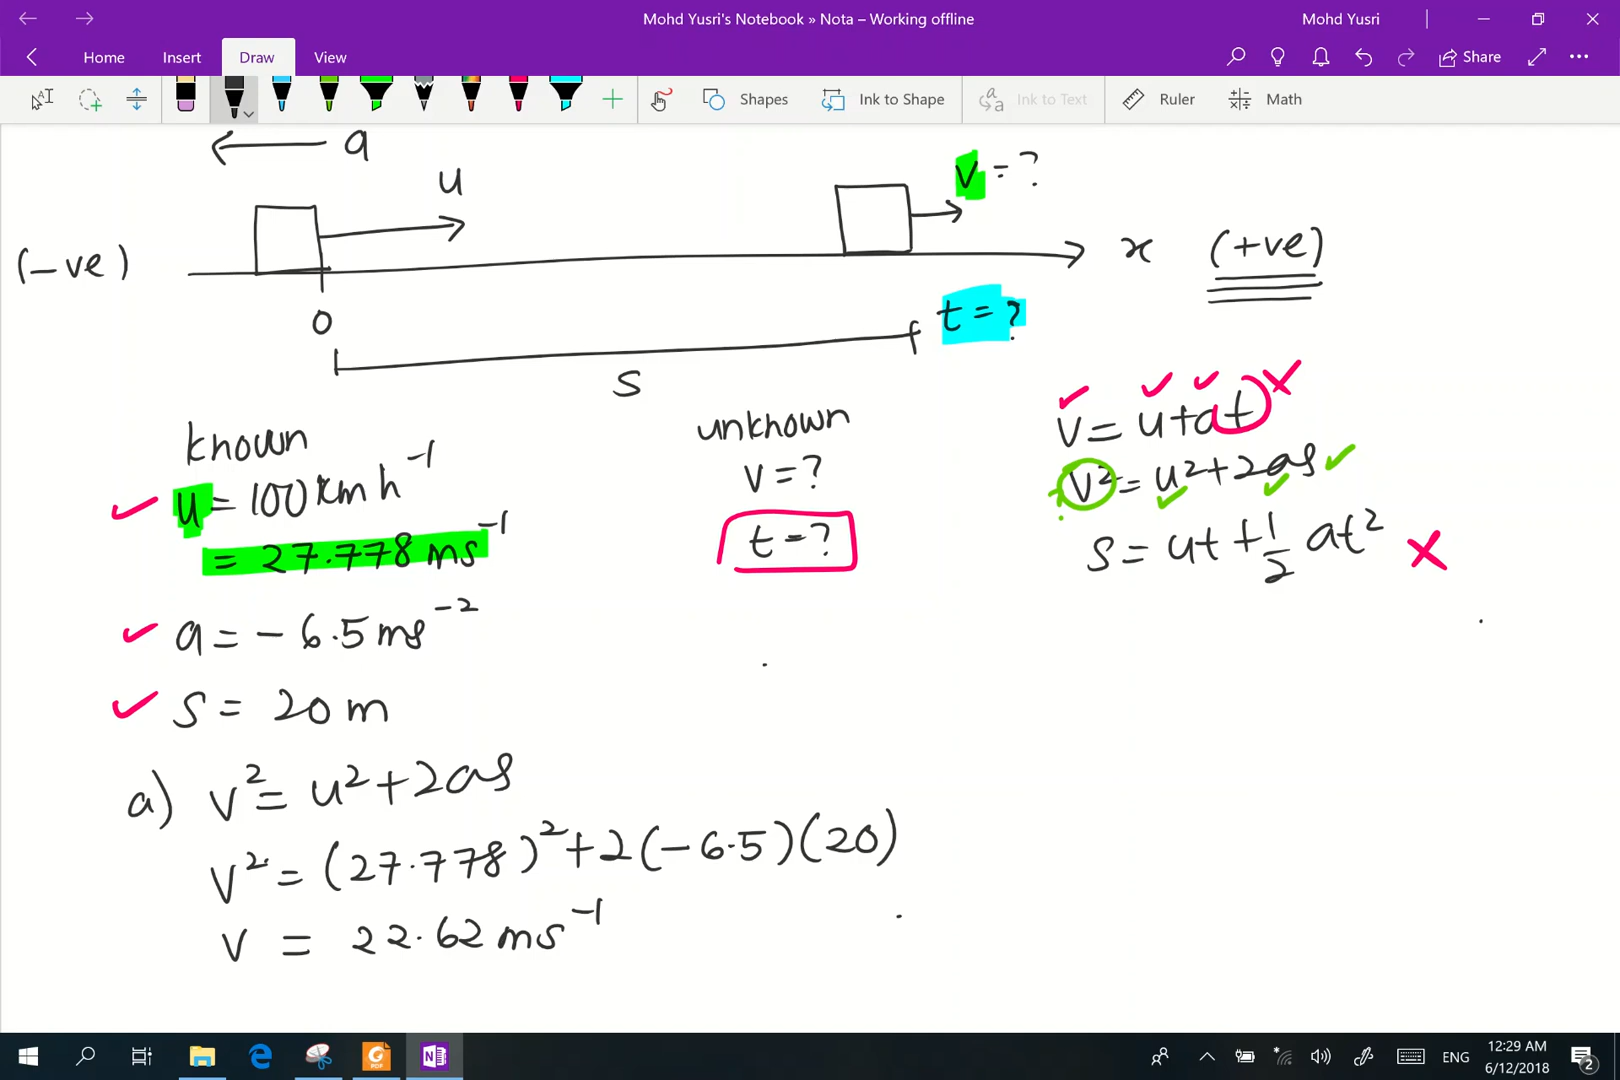 Mohd Yusri's Notebook » Nota – Working offline
Mohd Yusri
Home Insert Draw View
Share
Shapes Ink to Shape Ink to Text Ruler Math
a
u
v = ?
(-ve)
x (+ve)
0
t = ?
s
known
u = 100 km h⁻¹
= 27.778 ms⁻¹
a = -6.5 ms⁻²
s = 20 m
unknown
v = ?
t = ?
v = u+at
v² = u²+2as
s = ut + 1/2 at²
a) v² = u²+2as
v² = (27.778)²+2(-6.5)(20)
v = 22.62 ms⁻¹
ENG
12:29 AM
6/12/2018
2